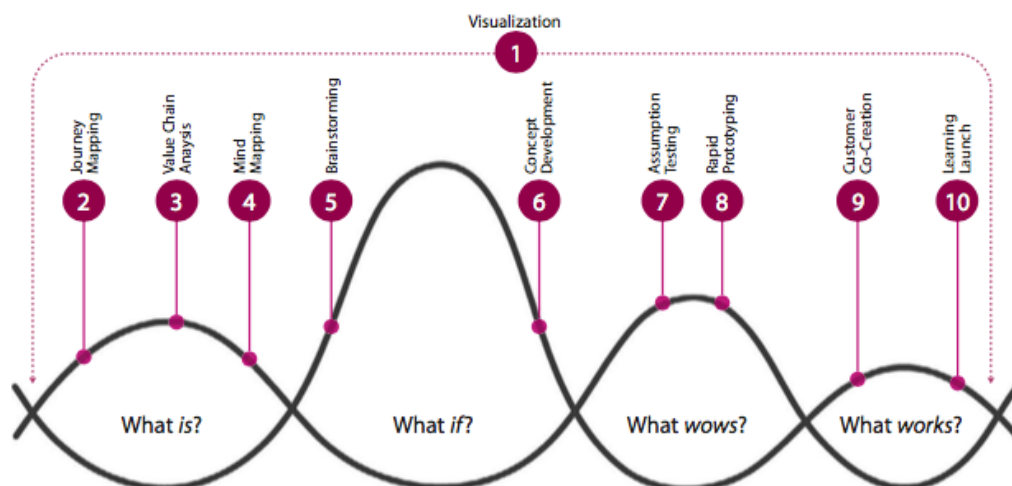 Visualization
1
Journey
Mapping
2
Value Chain
Anaysis
3
Mind
Mapping
4
Brainstorming
5
Concept
Development
6
Assumption
Testing
7
Rapid
Prototyping
8
Customer
Co-Creation
9
Learning
Launch
10
What is?
What if?
What wows?
What works?